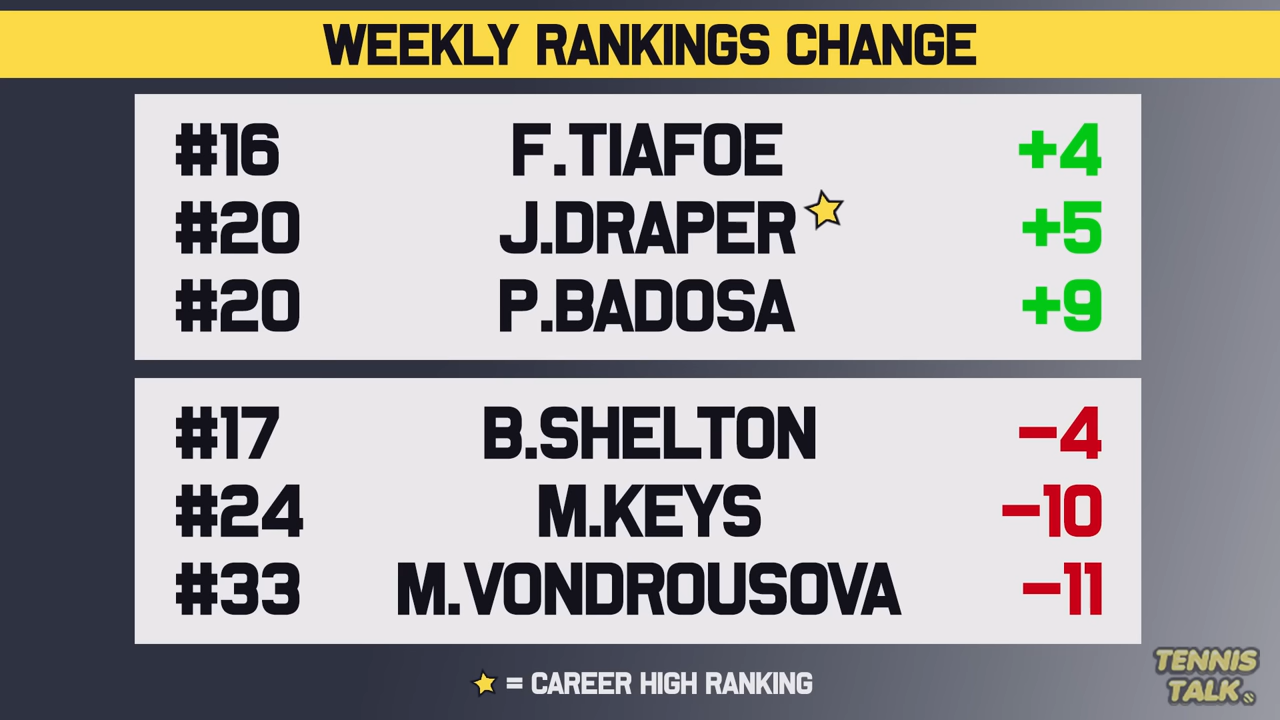 WEEKLY RANKINGS CHANGE
#16 F.TIAFOE +4
#20 J.DRAPER +5
#20 P.BADOSA +9
#17 B.SHELTON -4
#24 M.KEYS -10
#33 M.VONDROUSOVA -11
= CAREER HIGH RANKING
TENNIS
TALK